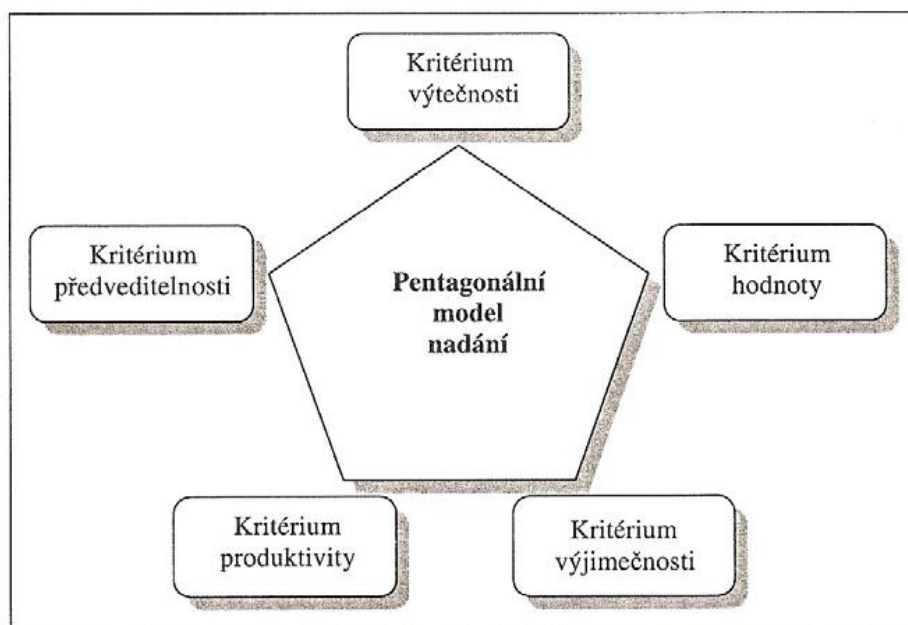 Kritérium
výtečnosti
Kritérium
předveditelnosti
Kritérium
hodnoty
Pentagonální
model
nadání
Kritérium
produktivity
Kritérium
výjimečnosti